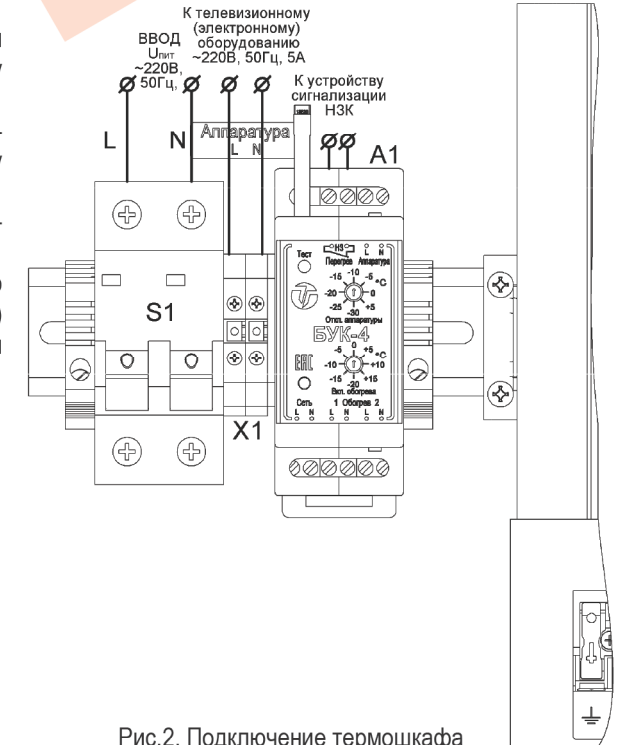 К телевизионному
(электронному)
оборудованию
~220В, 50Гц, 5А
ВВОД
Uпит
~220В,
50Гц,
К устройству
сигнализации
НЗК
L
N
Аппаратура
L N
A1
S1
X1
Тест
НЗ
L N
Перегрев Аппаратура
-15 -10 -5
°C
-20 0
-25 +5
-30
Откл. аппаратуры
БУК-4
0
-5 +5
°C
-10 +10
-15 +15
-20
Вкл. обогрева
ЕАС
Сеть 1 Обогрев 2
L N L N L N
Рис.2. Подключение термошкафа